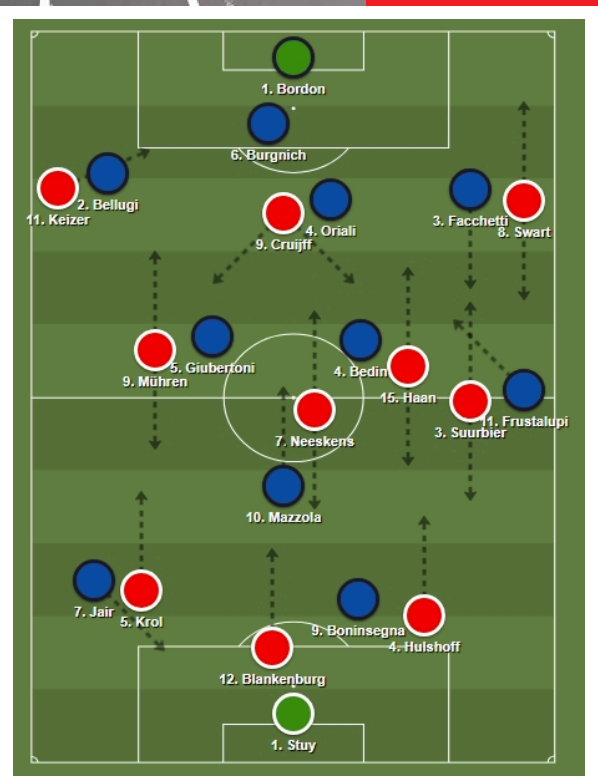 1. Bordon
6. Burgnich
2. Bellugi
11. Keizer
3. Facchetti
4. Oriali
8. Swart
9. Cruijff
5. Giubertoni
4. Bedin
9. Mühren
15. Haan
11. Frustalupi
3. Suurbier
7. Neeskens
10. Mazzola
7. Jair
5. Krol
9. Boninsegna
4. Hulshoff
12. Blankenburg
1. Stuy